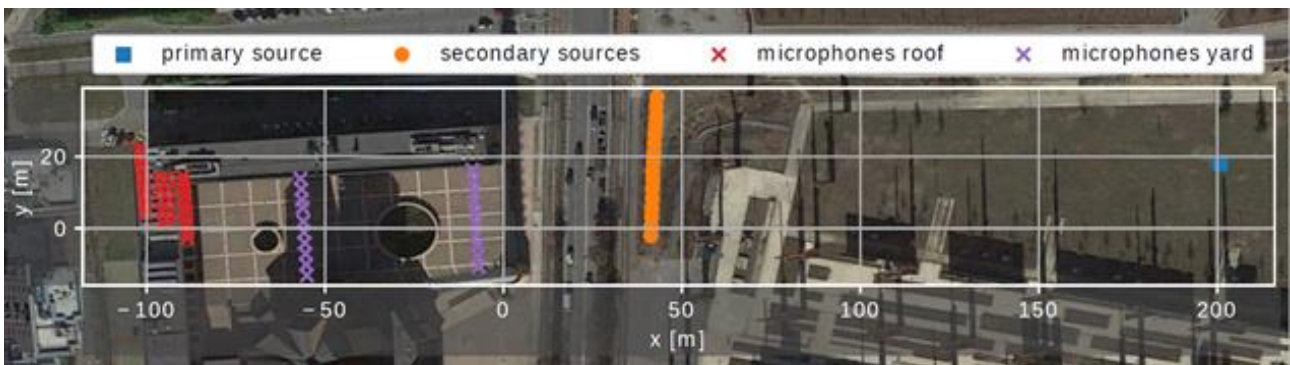 primary source secondary sources microphones roof microphones yard
20
0
y [m]
−100 −50 0 50 100 150 200
x [m]